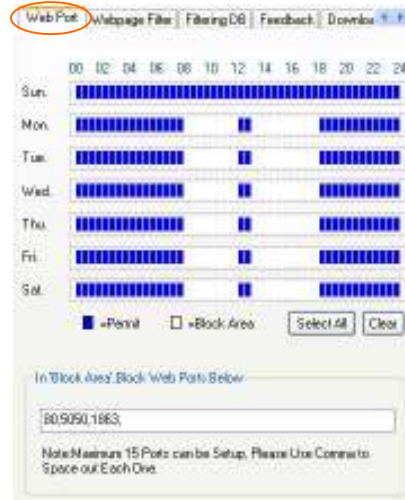 Web Port Webpage Filter Filtering DB Feedback Downloa
00 02 04 06 08 10 12 14 16 18 20 22 24
Sun.
Mon.
Tue.
Wed.
Thu.
Fri.
Sat.
=Permit =Block Area Select All Clear
In 'Block Area', Block Web Ports Below
80,5050,1863,
Note:Maximum 15 Ports can be Setup, Please Use Comma to
Space out Each One.